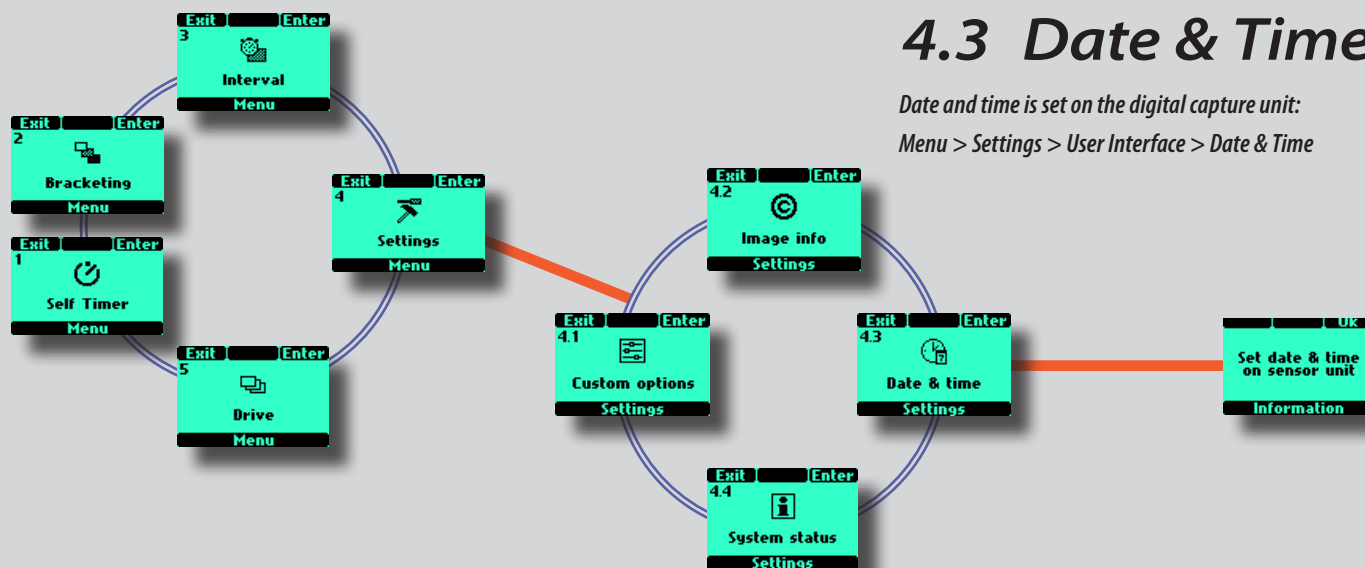 4.3 Date & Time
Date and time is set on the digital capture unit:
Menu > Settings > User Interface > Date & Time
Exit Enter
3
Interval
Menu
Exit Enter
2
Bracketing
Menu
Exit Enter
1
Self Timer
Menu
Exit Enter
4
Settings
Menu
Exit Enter
5
Drive
Menu
Exit Enter
4.2
©
Image info
Settings
Exit Enter
4.1
Custom options
Settings
Exit Enter
4.3
Date & time
Settings
Exit Enter
4.4
System status
Settings
Ok
Set date & time
on sensor unit
Information